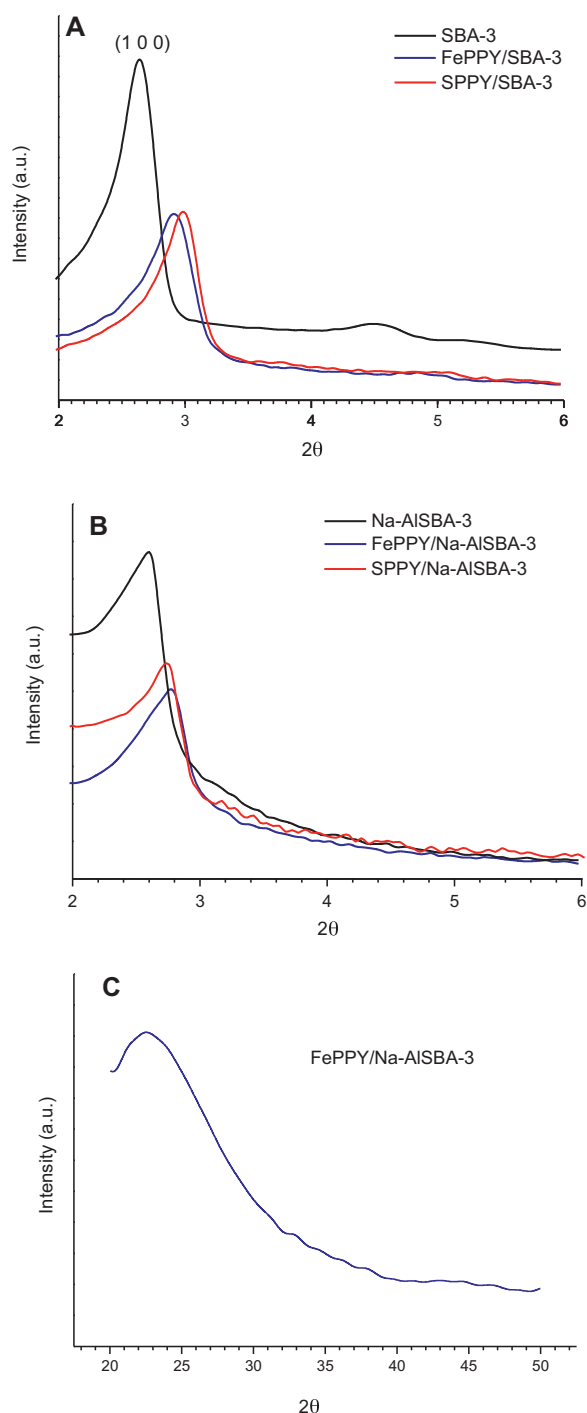 A
(1 0 0)
SBA-3
FePPY/SBA-3
SPPY/SBA-3
Intensity (a.u.)
2 3 4 5 6
2θ
B
Na-AlSBA-3
FePPY/Na-AlSBA-3
SPPY/Na-AlSBA-3
Intensity (a.u.)
2 3 4 5 6
2θ
C
FePPY/Na-AlSBA-3
Intensity (a.u.)
20 25 30 35 40 45 50
2θ